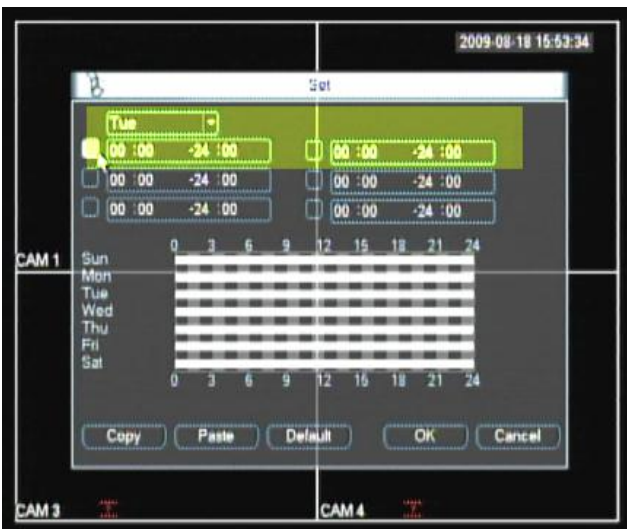 2009-08-18 15:53:34
Set
Tue
00 :00 -24 :00 00 :00 -24 :00
00 :00 -24 :00 00 :00 -24 :00
00 :00 -24 :00 00 :00 -24 :00
0 3 6 9 12 15 18 21 24
CAM 1
Sun
Mon
Tue
Wed
Thu
Fri
Sat
0 3 6 9 12 15 18 21 24
Copy Paste Default OK Cancel
CAM 3 CAM 4